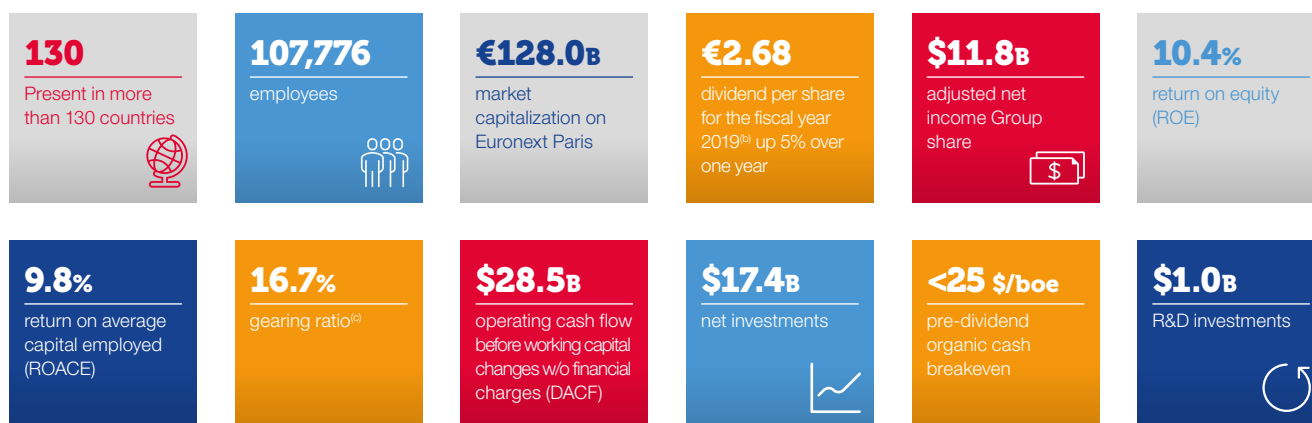 130
Present in more
than 130 countries
107,776
employees
€128.0B
market
capitalization on
Euronext Paris
€2.68
dividend per share
for the fiscal year
2019(b) up 5% over
one year
$11.8B
adjusted net
income Group
share
$
10.4%
return on equity
(ROE)
9.8%
return on average
capital employed
(ROACE)
16.7%
gearing ratio(c)
$28.5B
operating cash flow
before working capital
changes w/o financial
charges (DACF)
$17.4B
net investments
<25 $/boe
pre-dividend
organic cash
breakeven
$1.0B
R&D investments